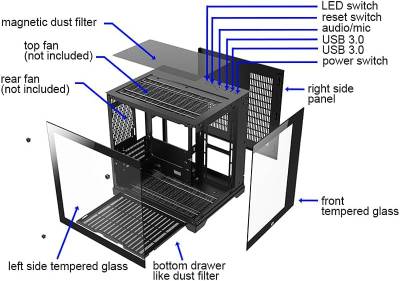 LED switch
reset switch
audio/mic
USB 3.0
USB 3.0
power switch
magnetic dust filter
top fan
(not included)
rear fan
(not included)
right side
panel
front
tempered glass
left side tempered glass
bottom drawer
like dust filter